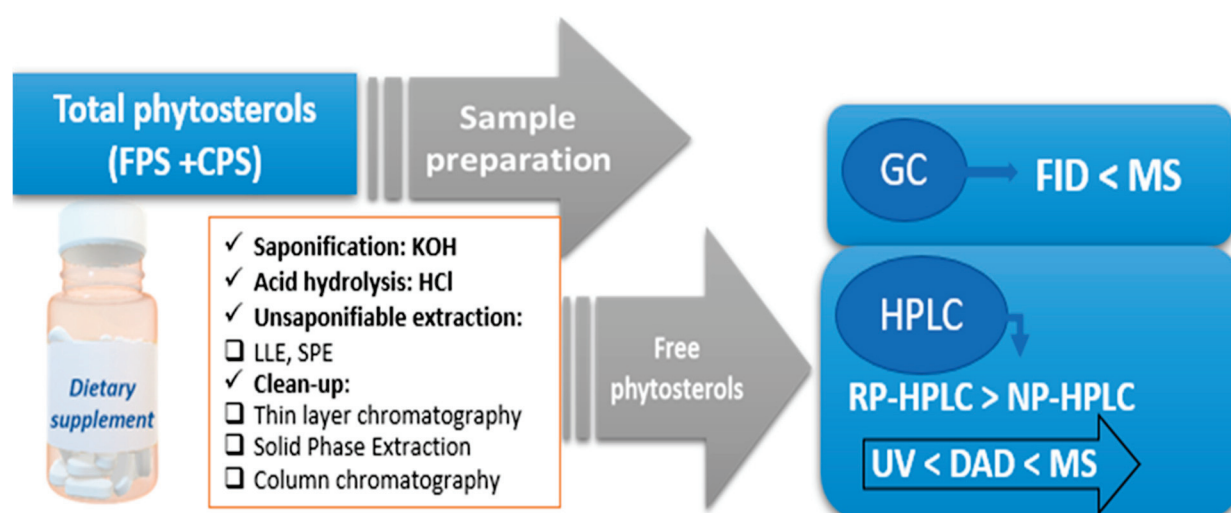 Total phytosterols
(FPS +CPS)
Sample
preparation
Dietary
supplement
✓ Saponification: KOH
✓ Acid hydrolysis: HCl
✓ Unsaponifiable extraction:
❑ LLE, SPE
✓ Clean-up:
❑ Thin layer chromatography
❑ Solid Phase Extraction
❑ Column chromatography
Free
phytosterols
GC
FID < MS
HPLC
RP-HPLC > NP-HPLC
UV < DAD < MS